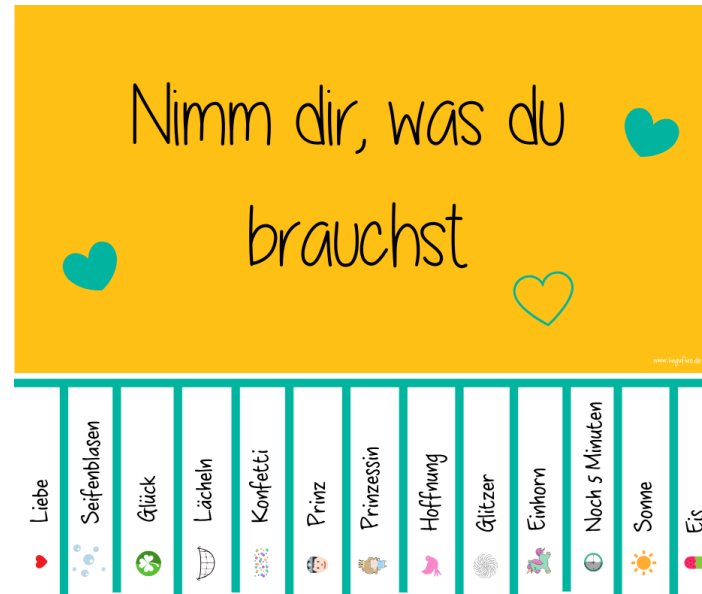 Nimm dir, was du
brauchst
Liebe
Seifenblasen
Glück
Lächeln
Konfetti
Prinz
Prinzessin
Hoffnung
Glitzer
Einhorn
Noch 5 Minuten
Sonne
Eis